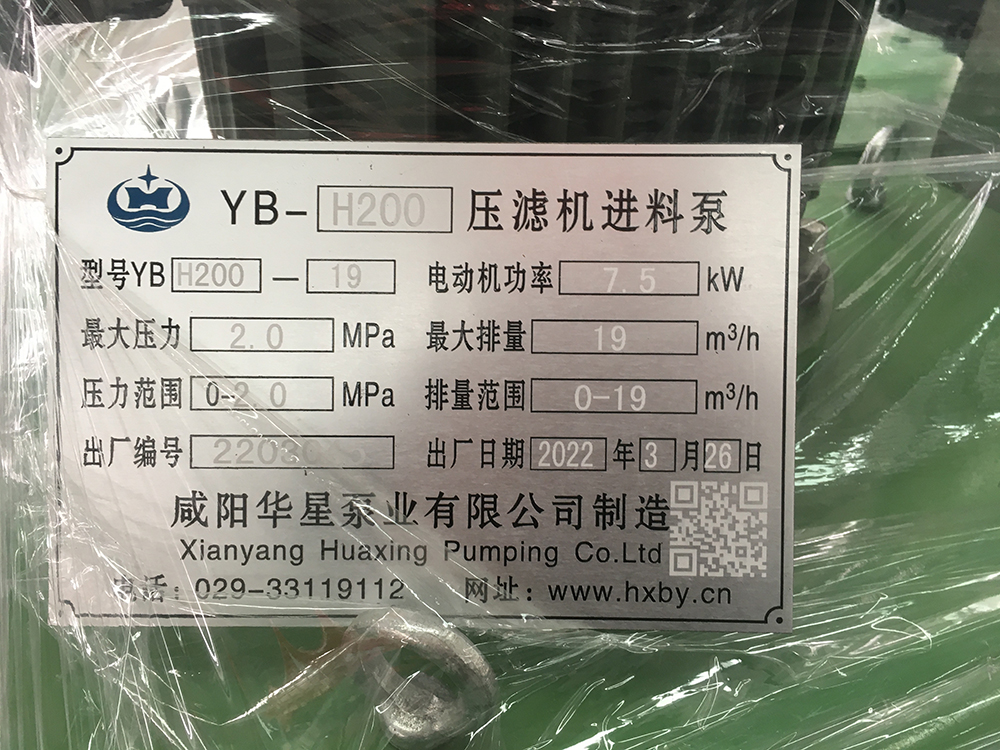 YB-H200 压滤机进料泵
型号YB H200 — 19 电动机功率 7.5 kW
最大压力 2.0 MPa 最大排量 19 m³/h
压力范围 0-2.0 MPa 排量范围 0-19 m³/h
出厂编号 出厂日期 2022 年 3 月 26 日
咸阳华星泵业有限公司制造
Xianyang Huaxing Pumping Co.Ltd
电话：029-33119112 网址：www.hxby.cn